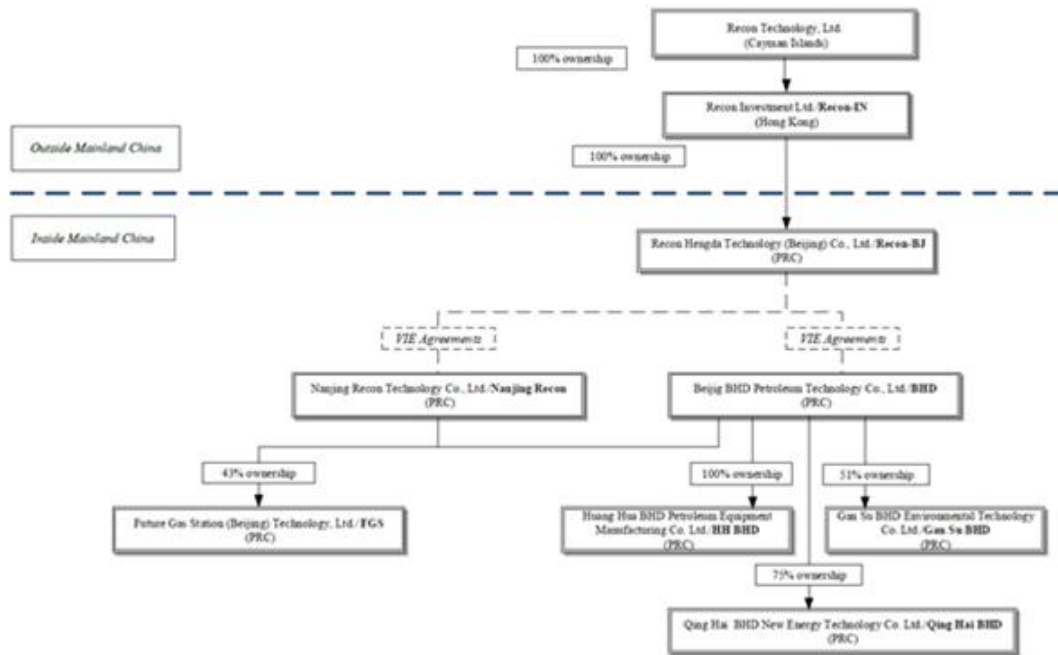 Recon Technology, Ltd.
(Cayman Islands)
100% ownership
Recon Investment Ltd./Recon-IN
(Hong Kong)
Outside Mainland China
100% ownership
Inside Mainland China
Recon Hengda Technology (Beijing) Co., Ltd./Recon-BJ
(PRC)
VIE Agreements
VIE Agreements
Nanjing Recon Technology Co., Ltd./Nanjing Recon
(PRC)
Beijig BHD Petroleum Technology Co., Ltd./BHD
(PRC)
43% ownership
100% ownership
51% ownership
Future Gas Station (Beijing) Technology, Ltd./FGS
(PRC)
Huang Hua BHD Petroleum Equipment
Manufacturing Co. Ltd./HH BHD
(PRC)
Gan Su BHD Environmental Technology
Co. Ltd./Gan Su BHD
(PRC)
75% ownership
Qing Hai BHD New Energy Technology Co. Ltd./Qing Hai BHD
(PRC)